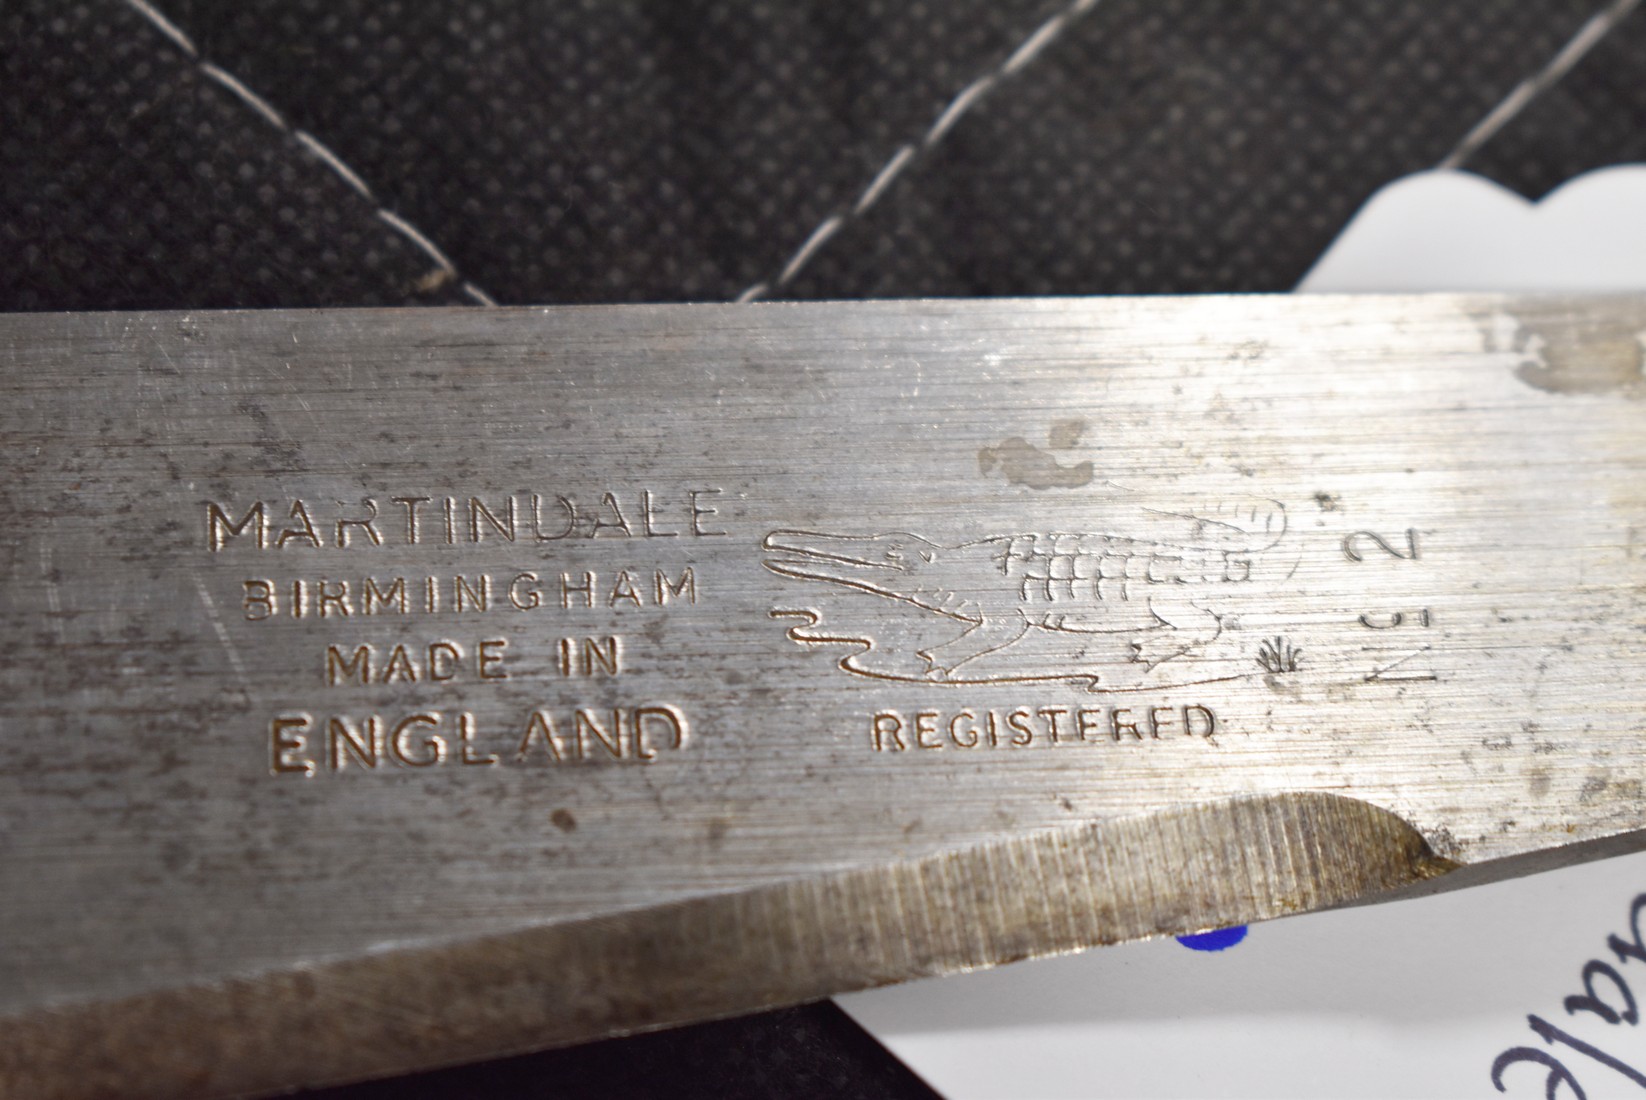 MARTINDALE
BIRMINGHAM
MADE IN
ENGLAND
REGISTERED
Nº 2